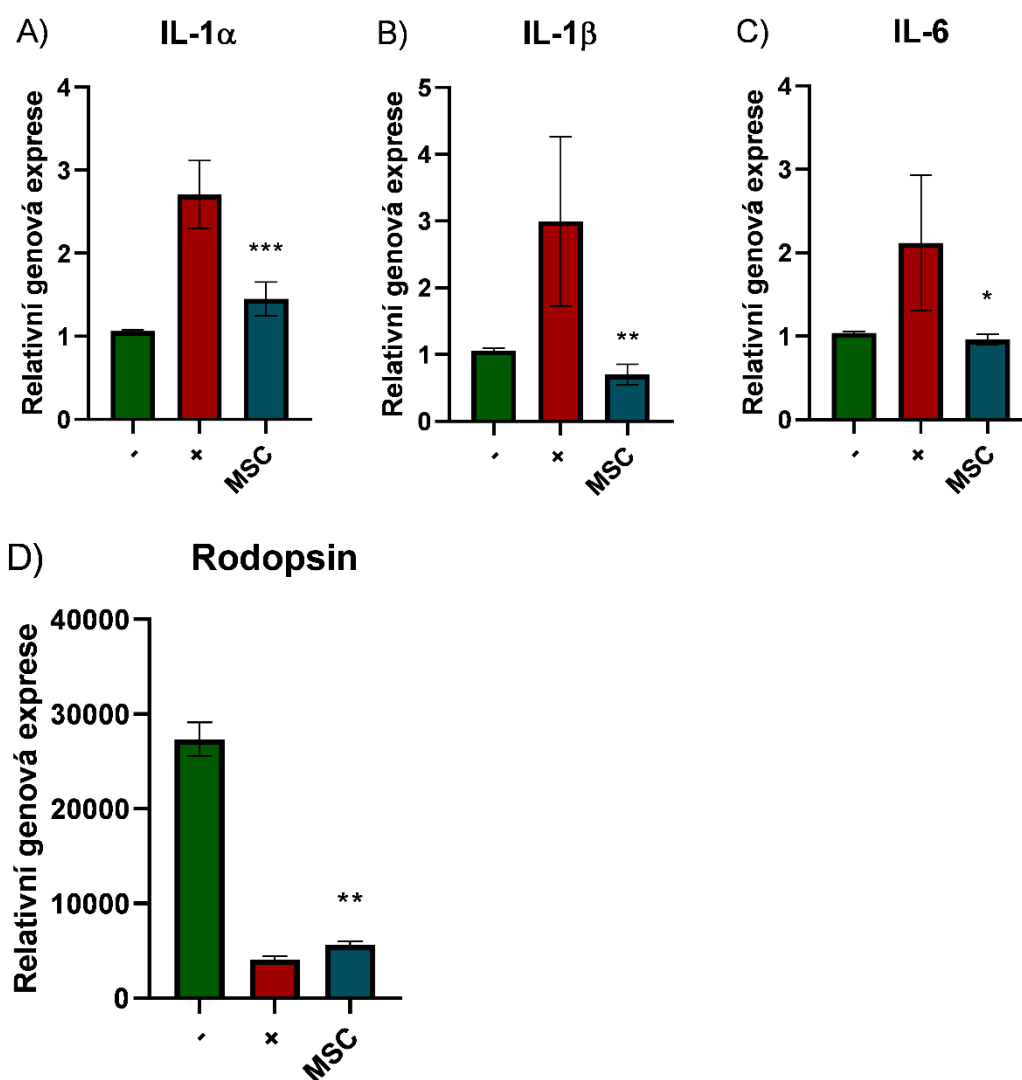 A) IL-1α
Relativní genová exprese
4
3
2
1
0
***
- + MSC
B) IL-1β
Relativní genová exprese
5
4
3
2
1
0
**
- + MSC
C) IL-6
Relativní genová exprese
4
3
2
1
0
*
- + MSC
D) Rodopsin
Relativní genová exprese
40000
30000
20000
10000
0
**
- + MSC